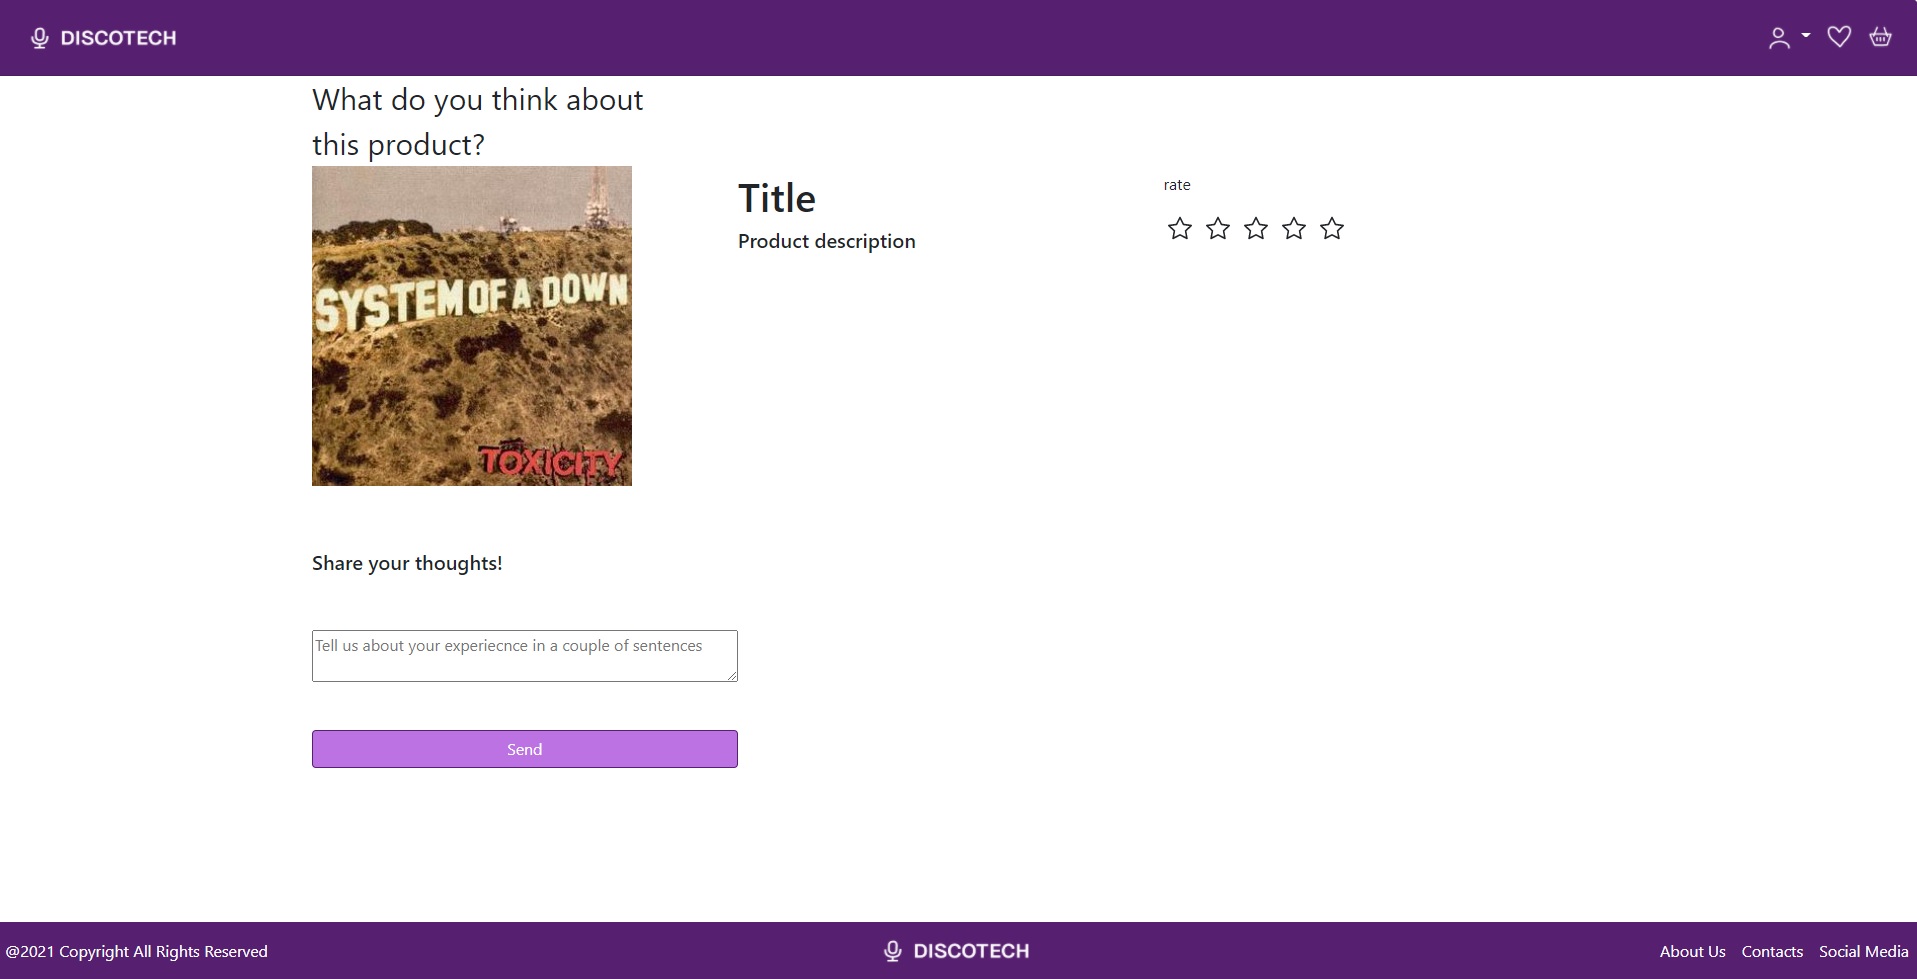 DISCOTECH
What do you think about
this product?
SYSTEM OF A DOWN
TOXICITY
Title
Product description
rate
Share your thoughts!
Tell us about your experiecnce in a couple of sentences
Send
@2021 Copyright All Rights Reserved
DISCOTECH
About Us
Contacts
Social Media